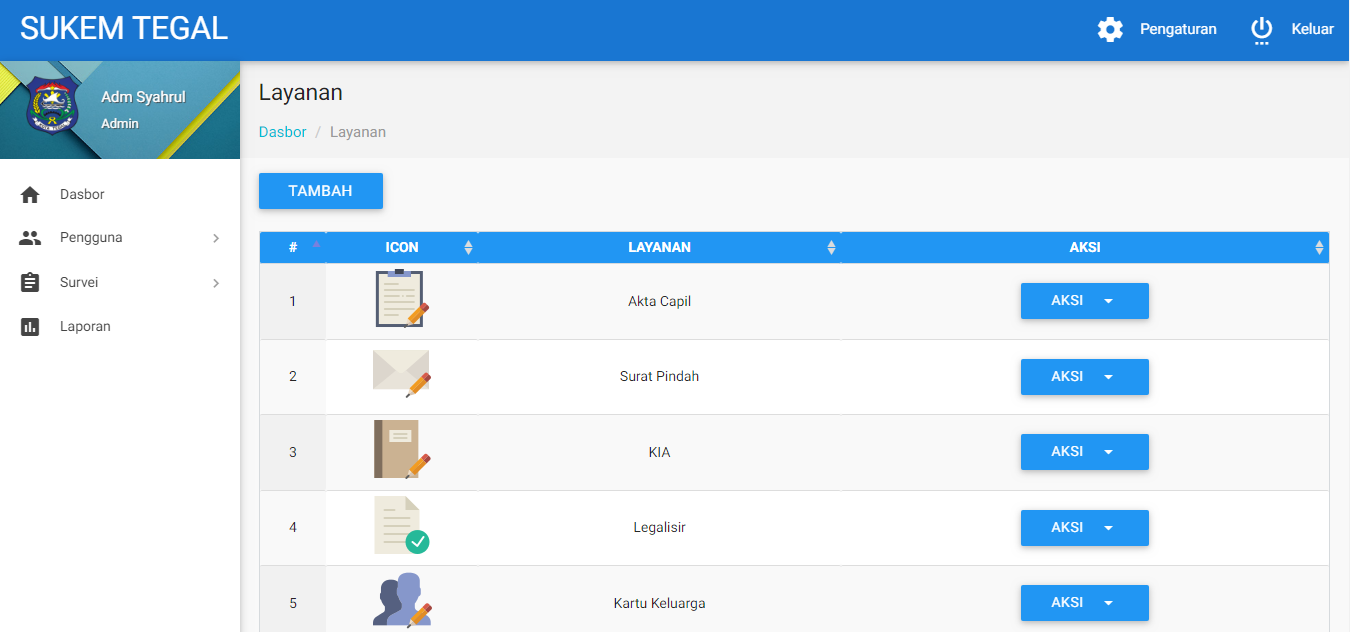 SUKEM TEGAL
Pengaturan
Keluar
Adm Syahrul
Admin
Dasbor
Pengguna
Survei
Laporan
Layanan
Dasbor / Layanan
TAMBAH
# ICON LAYANAN AKSI
1 Akta Capil AKSI
2 Surat Pindah AKSI
3 KIA AKSI
4 Legalisir AKSI
5 Kartu Keluarga AKSI